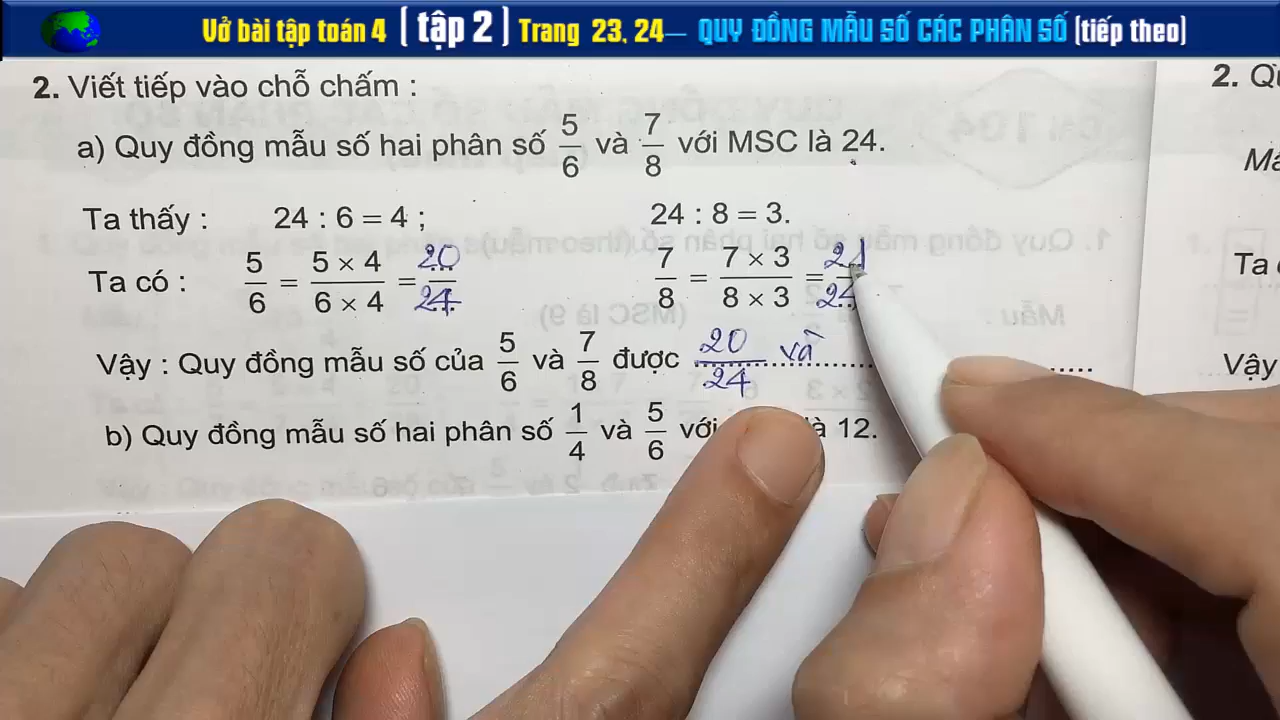 Vở bài tập toán 4 ( tập 2 ) Trang 23, 24 – QUY ĐỒNG MẪU SỐ CÁC PHÂN SỐ (tiếp theo)
2. Viết tiếp vào chỗ chấm :
a) Quy đồng mẫu số hai phân số 5/6 và 7/8 với MSC là 24.
Ta thấy : 24 : 6 = 4 ; 24 : 8 = 3.
Ta có : 5/6 = 5 × 4 / 6 × 4 = 20/24 7/8 = 7 × 3 / 8 × 3 = 21/24
Vậy : Quy đồng mẫu số của 5/6 và 7/8 được 20/24 và
b) Quy đồng mẫu số hai phân số 1/4 và 5/6 với là 12.
2.
Ta
Vậy